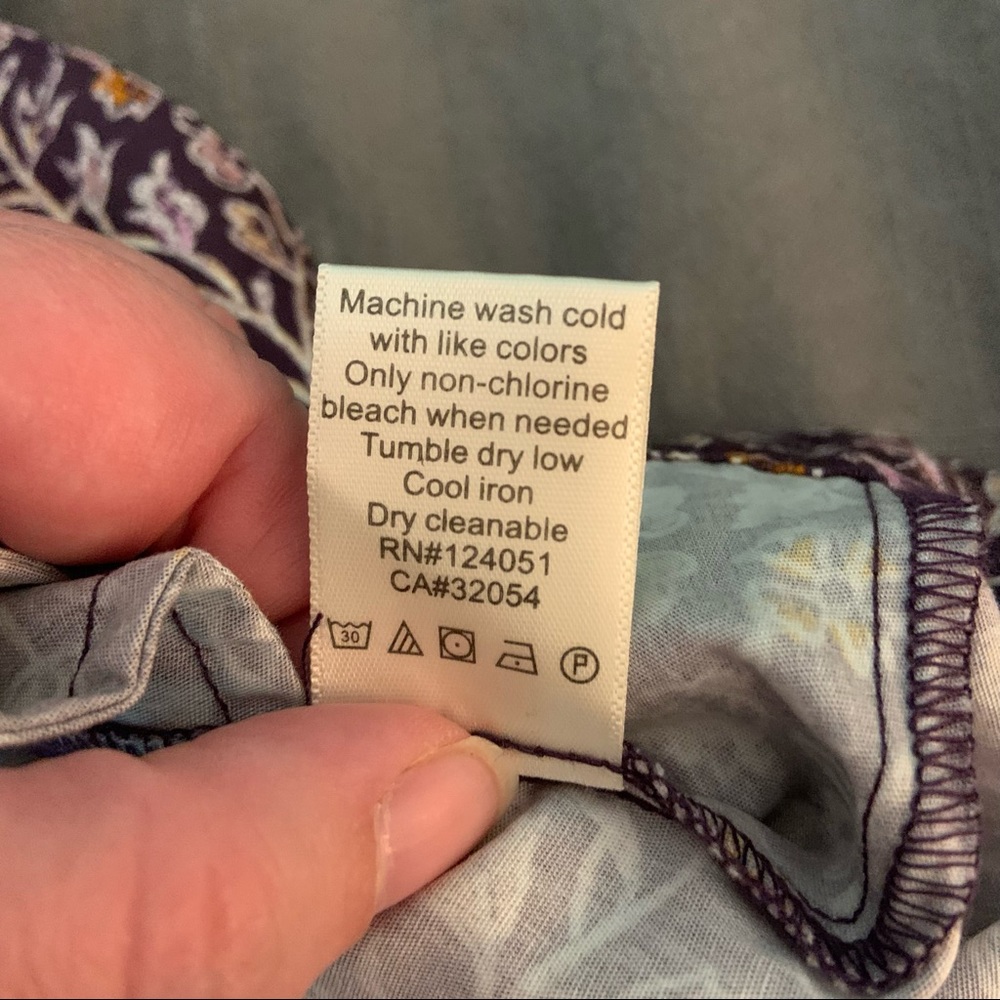 Machine wash cold
with like colors
Only non-chlorine
bleach when needed
Tumble dry low
Cool iron
Dry cleanable
RN#124051
CA#32054
30 P